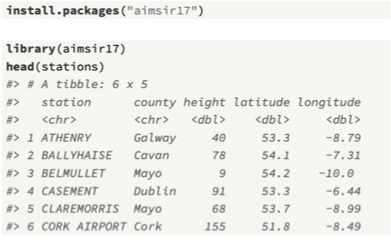 install.packages("aimsir17")
library(aimsir17)
head(stations)
#> # A tibble: 6 x 5
#>   station      county height latitude longitude
#>   <chr>        <chr>   <dbl>    <dbl>     <dbl>
#> 1 ATHENRY      Galway     40     53.3     -8.79
#> 2 BALLYHAISE   Cavan      78     54.1     -7.31
#> 3 BELMULLET    Mayo        9     54.2    -10.0
#> 4 CASEMENT     Dublin     91     53.3     -6.44
#> 5 CLAREMORRIS  Mayo       68     53.7     -8.99
#> 6 CORK AIRPORT Cork      155     51.8     -8.49